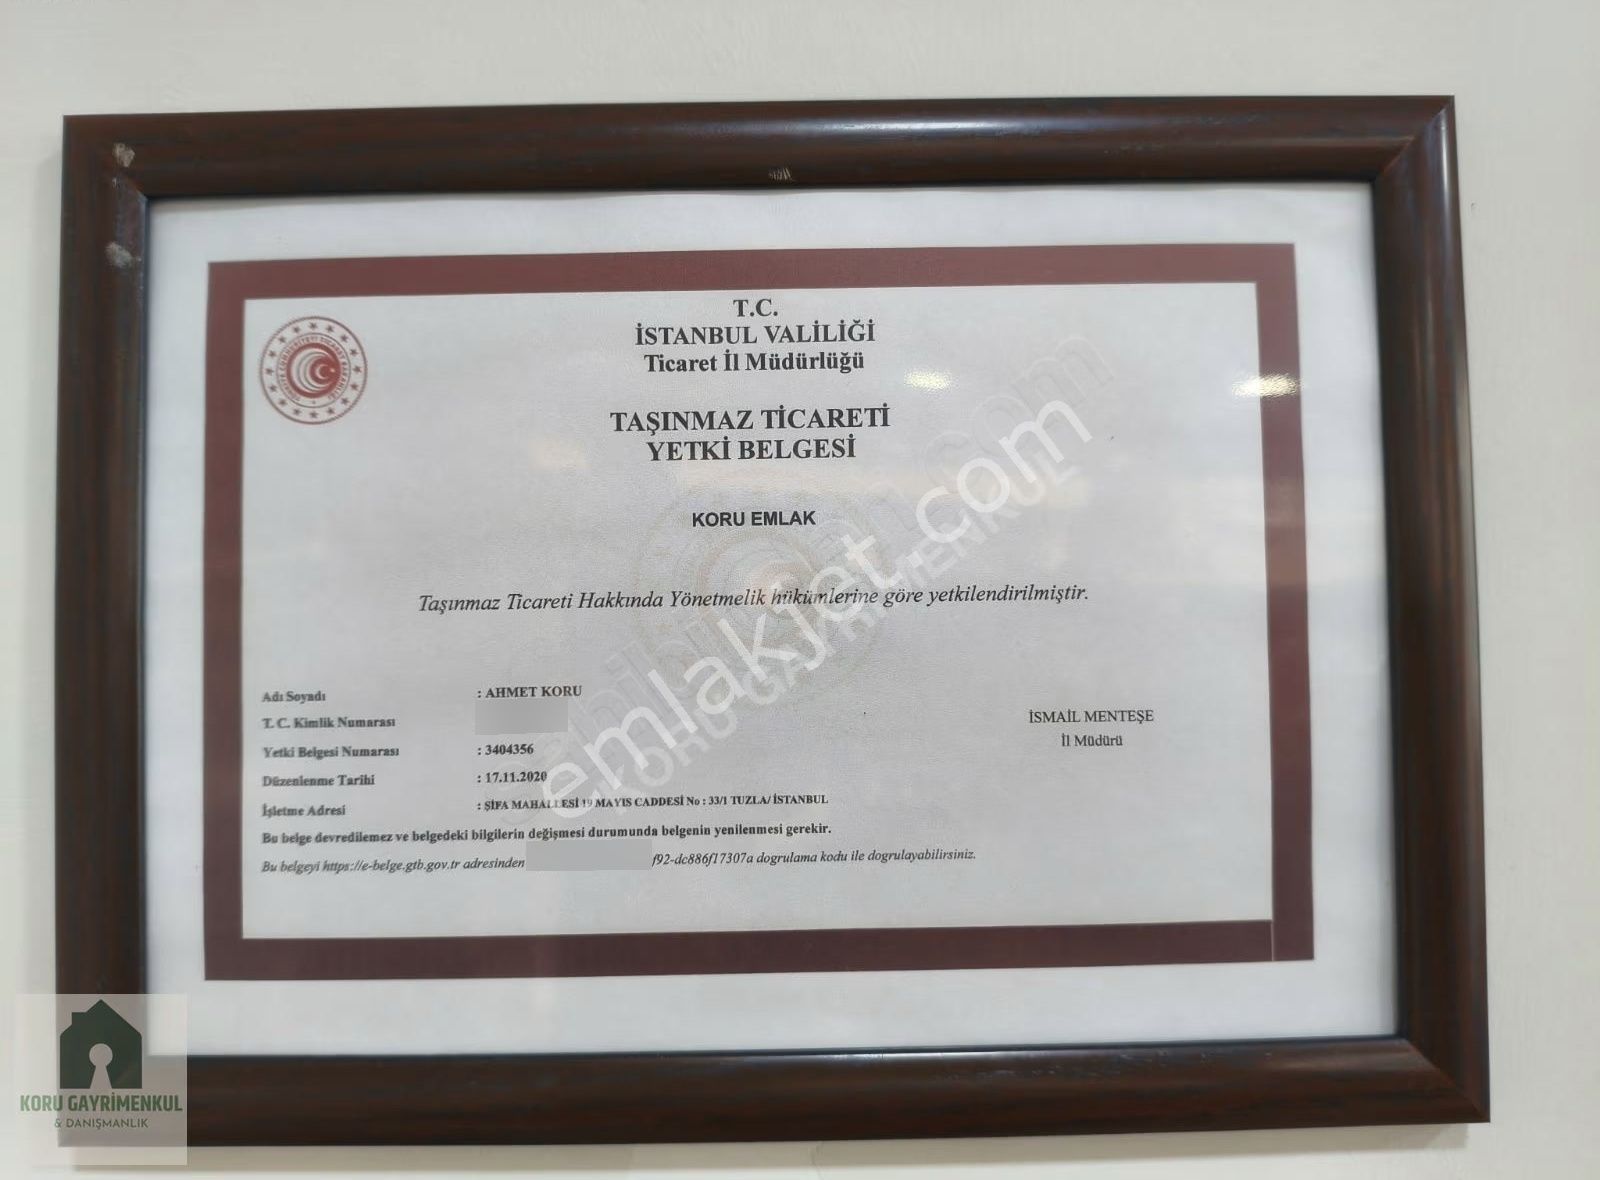 T.C.
İSTANBUL VALİLİĞİ
Ticaret İl Müdürlüğü
TAŞINMAZ TİCARETİ
YETKİ BELGESİ
KORU EMLAK
Taşınmaz Ticareti Hakkında Yönetmelik hükümlerine göre yetkilendirilmiştir.
Adı Soyadı : AHMET KORU
T. C. Kimlik Numarası
Yetki Belgesi Numarası : 3404356
Düzenlenme Tarihi : 17.11.2020
İşletme Adresi : ŞİFA MAHALLESİ 19 MAYIS CADDESİ No : 33/1 TUZLA/ İSTANBUL
İSMAİL MENTEŞE
İl Müdürü
Bu belge devredilemez ve belgedeki bilgilerin değişmesi durumunda belgenin yenilenmesi gerekir.
Bu belgeyi https://e-belge.gtb.gov.tr adresinden f92-dc886f17307a dogrulama kodu ile dogrulayabilirsiniz.
emlakjet.com
KORU GAYRİMENKUL
KORU GAYRİMENKUL
& DANIŞMANLIK